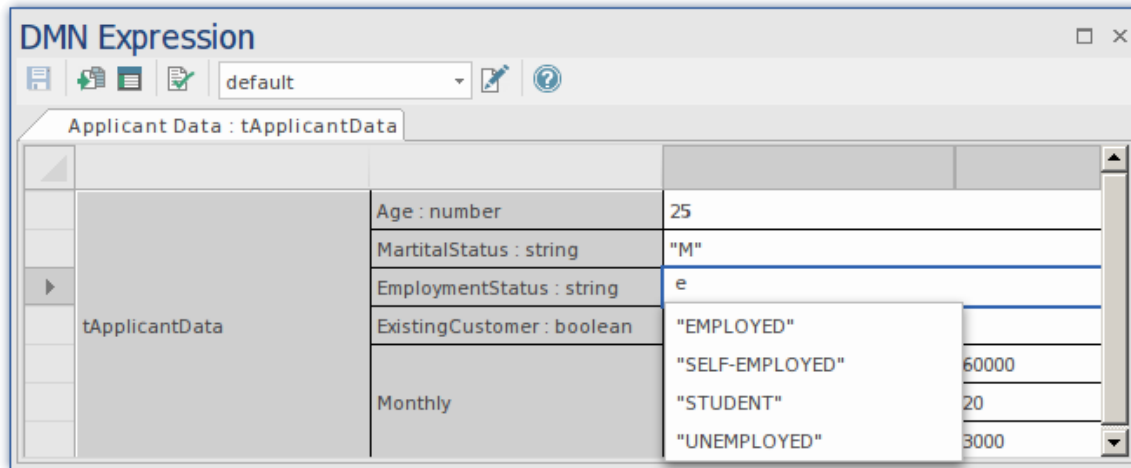 DMN Expression
default
Applicant Data : tApplicantData
Age : number
25
MartitalStatus : string
"M"
EmploymentStatus : string
e
tApplicantData
ExistingCustomer : boolean
"EMPLOYED"
"SELF-EMPLOYED"
60000
Monthly
"STUDENT"
20
"UNEMPLOYED"
3000